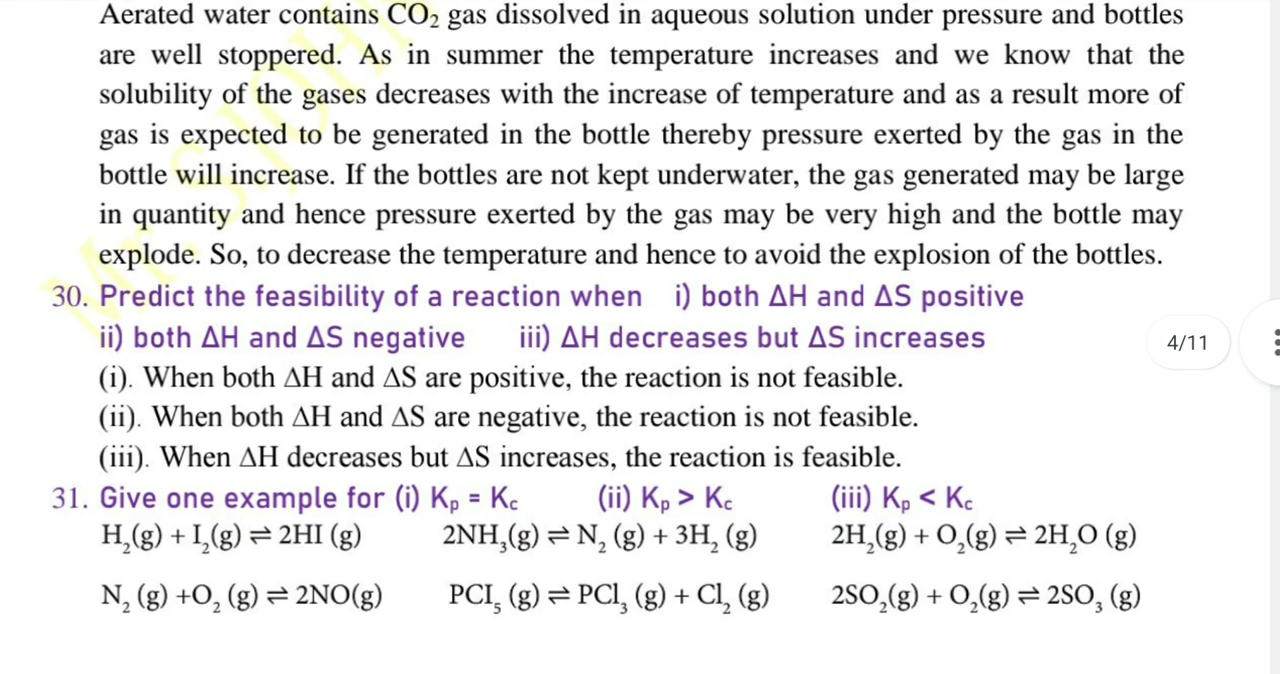 Aerated water contains CO₂ gas dissolved in aqueous solution under pressure and bottles
are well stoppered. As in summer the temperature increases and we know that the
solubility of the gases decreases with the increase of temperature and as a result more of
gas is expected to be generated in the bottle thereby pressure exerted by the gas in the
bottle will increase. If the bottles are not kept underwater, the gas generated may be large
in quantity and hence pressure exerted by the gas may be very high and the bottle may
explode. So, to decrease the temperature and hence to avoid the explosion of the bottles.
30. Predict the feasibility of a reaction when i) both ΔH and ΔS positive
ii) both ΔH and ΔS negative iii) ΔH decreases but ΔS increases
4/11
(i). When both ΔH and ΔS are positive, the reaction is not feasible.
(ii). When both ΔH and ΔS are negative, the reaction is not feasible.
(iii). When ΔH decreases but ΔS increases, the reaction is feasible.
31. Give one example for (i) Kₚ = K꜀ (ii) Kₚ > K꜀ (iii) Kₚ < K꜀
H₂(g) + I₂(g) ⇌ 2HI (g) 2NH₃(g) ⇌ N₂ (g) + 3H₂ (g) 2H₂(g) + O₂(g) ⇌ 2H₂O (g)
N₂ (g) +O₂ (g) ⇌ 2NO(g) PCI₅ (g) ⇌ PCl₃ (g) + Cl₂ (g) 2SO₂(g) + O₂(g) ⇌ 2SO₃ (g)